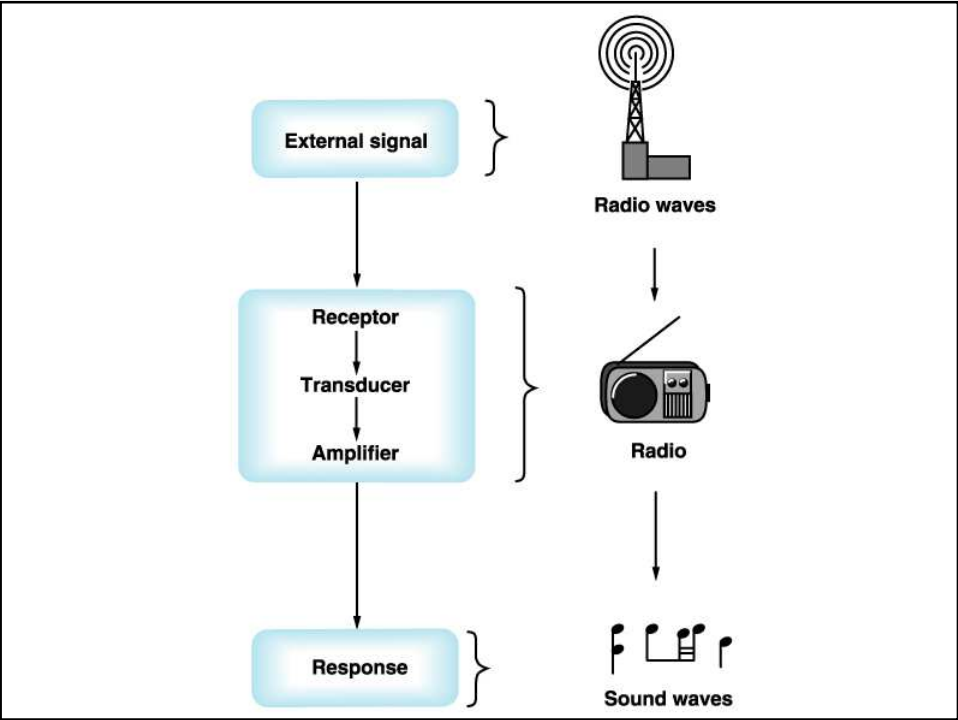 External signal
Radio waves
Receptor
Transducer
Amplifier
Radio
Response
Sound waves